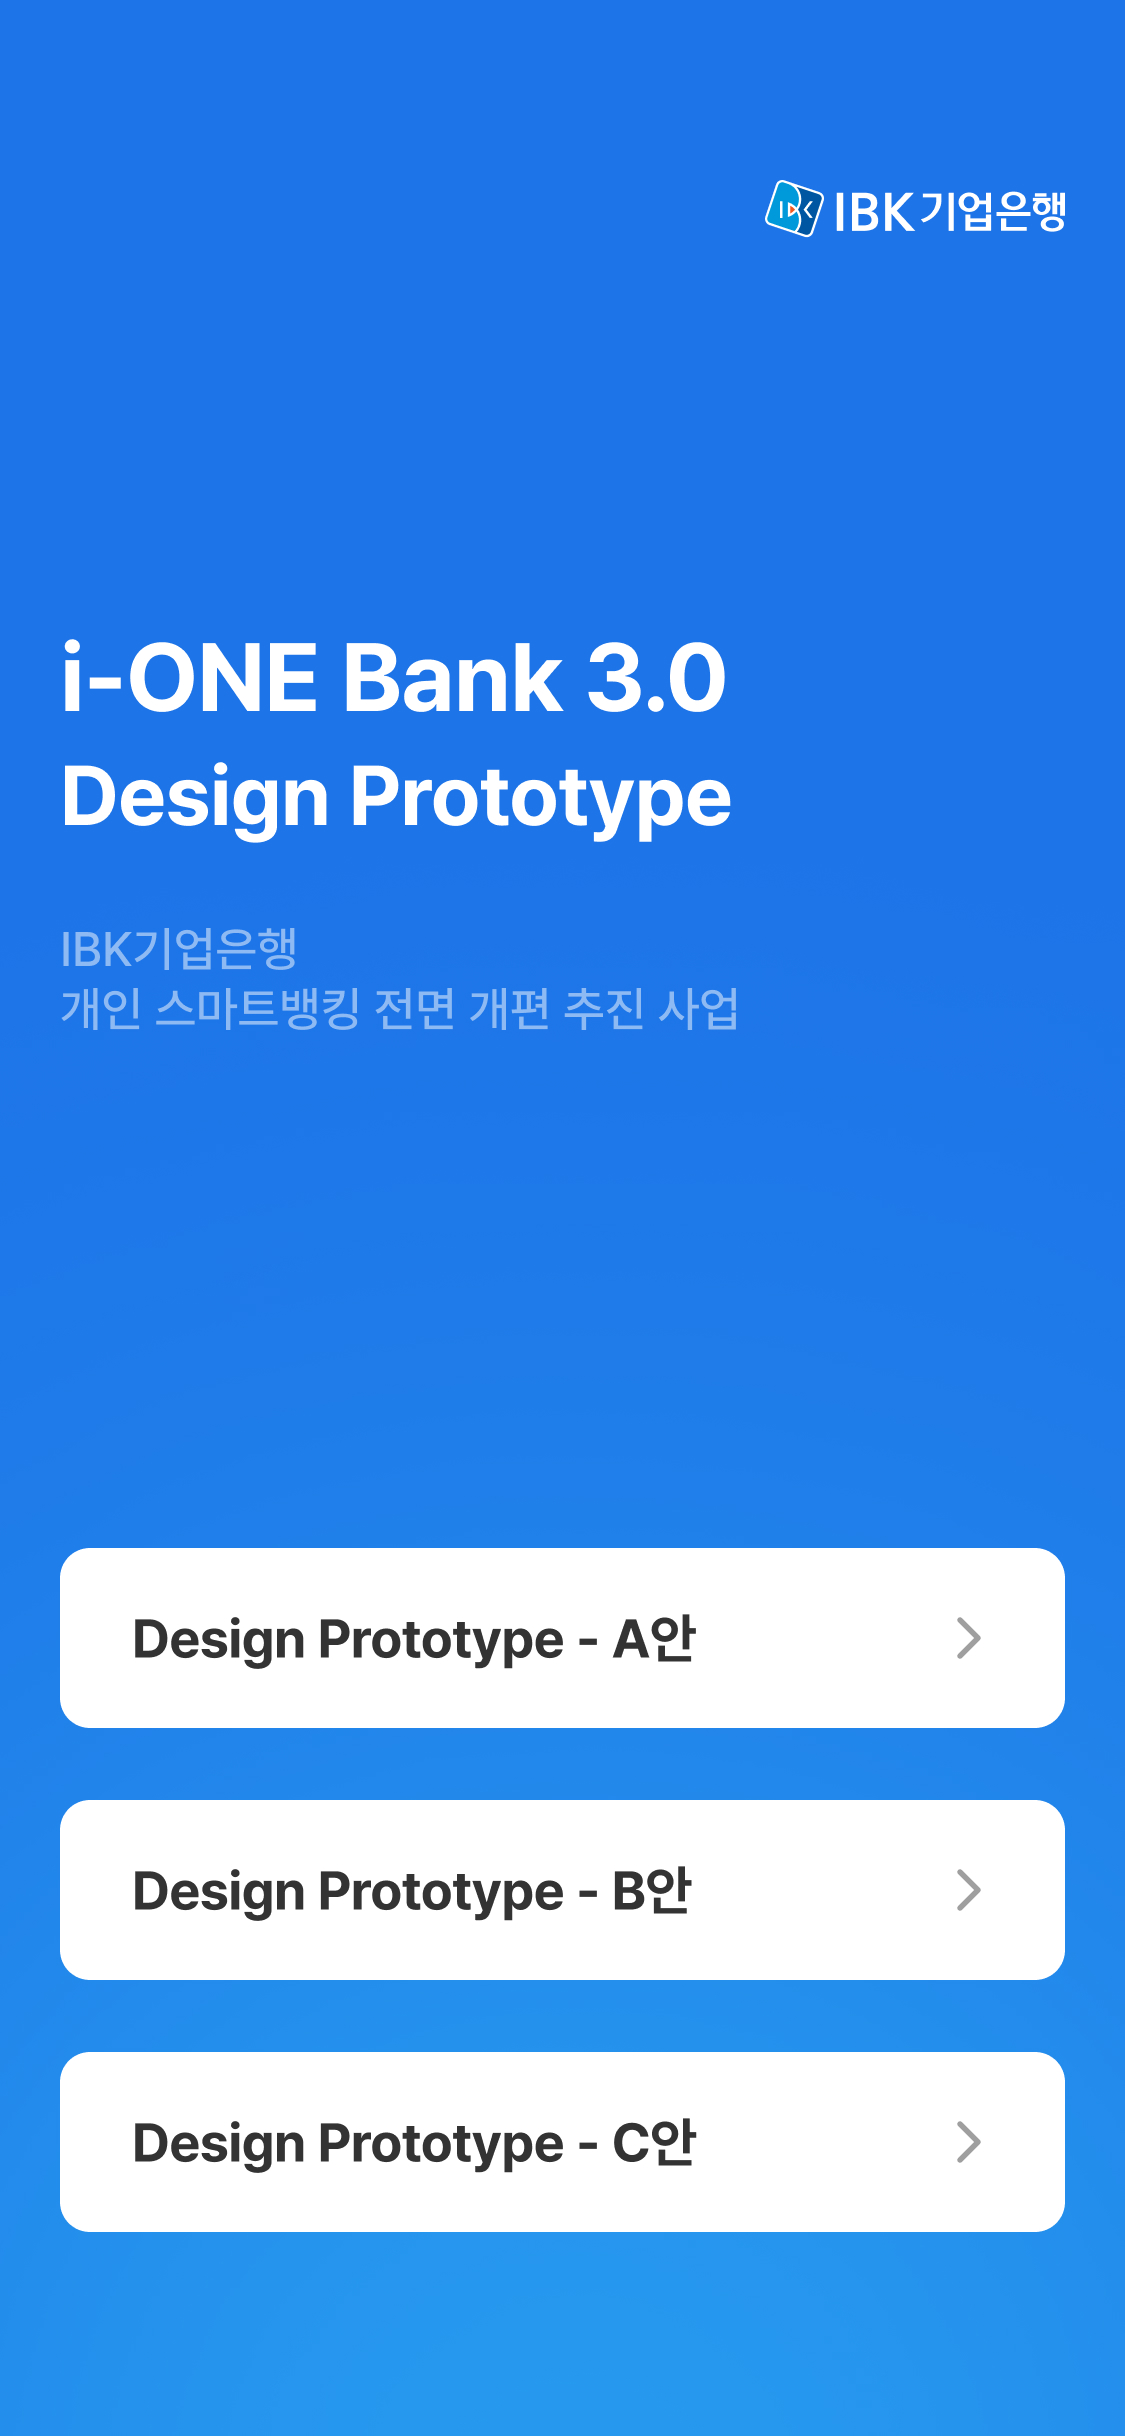 IBK
IBK기업은행
i-ONE Bank 3.0
Design Prototype
IBK기업은행
개인 스마트뱅킹 전면 개편 추진 사업
Design Prototype - A안
Design Prototype - B안
Design Prototype - C안